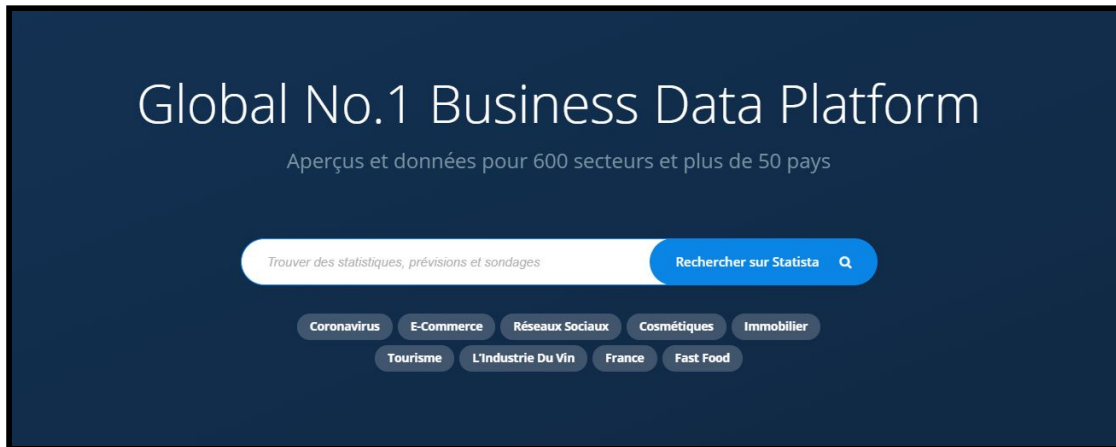 Global No.1 Business Data Platform
Aperçus et données pour 600 secteurs et plus de 50 pays
Trouver des statistiques, prévisions et sondages Rechercher sur Statista
Coronavirus E-Commerce Réseaux Sociaux Cosmétiques Immobilier
Tourisme L'Industrie Du Vin France Fast Food